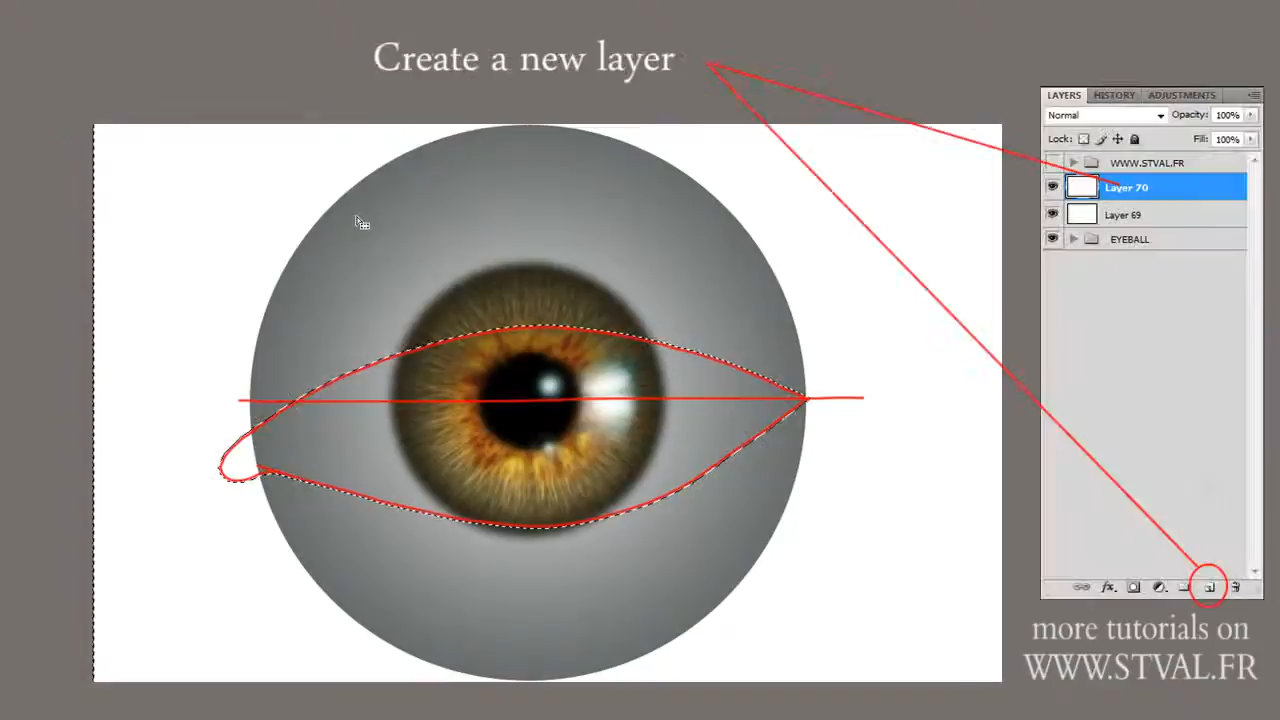 Create a new layer
LAYERS HISTORY ADJUSTMENTS
Normal Opacity: 100%
Lock: Fill: 100%
WWW.STVAL.FR
Layer 70
Layer 69
EYEBALL
fx.
more tutorials on
WWW.STVAL.FR